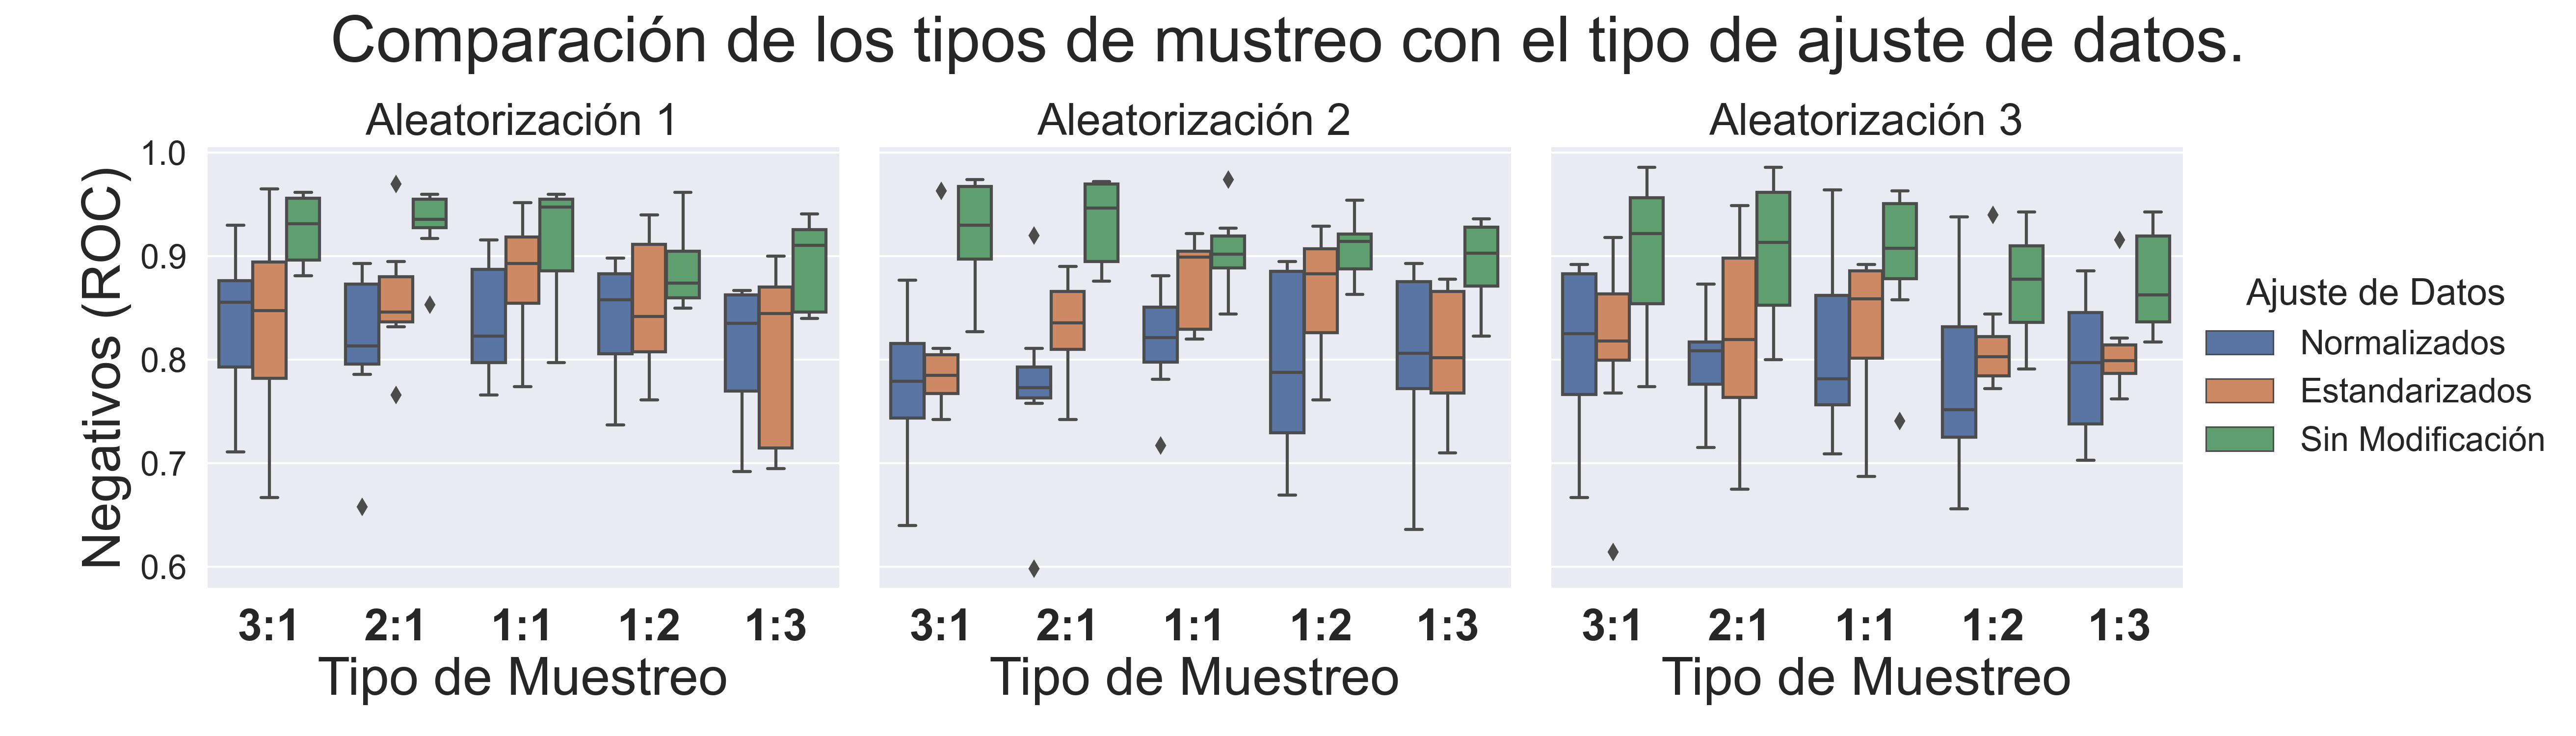 Comparación de los tipos de mustreo con el tipo de ajuste de datos.
Aleatorización 1
Aleatorización 2
Aleatorización 3
Negativos (ROC)
1.0
0.9
0.8
0.7
0.6
3:1 2:1 1:1 1:2 1:3
3:1 2:1 1:1 1:2 1:3
3:1 2:1 1:1 1:2 1:3
Tipo de Muestreo
Tipo de Muestreo
Tipo de Muestreo
Ajuste de Datos
Normalizados
Estandarizados
Sin Modificación